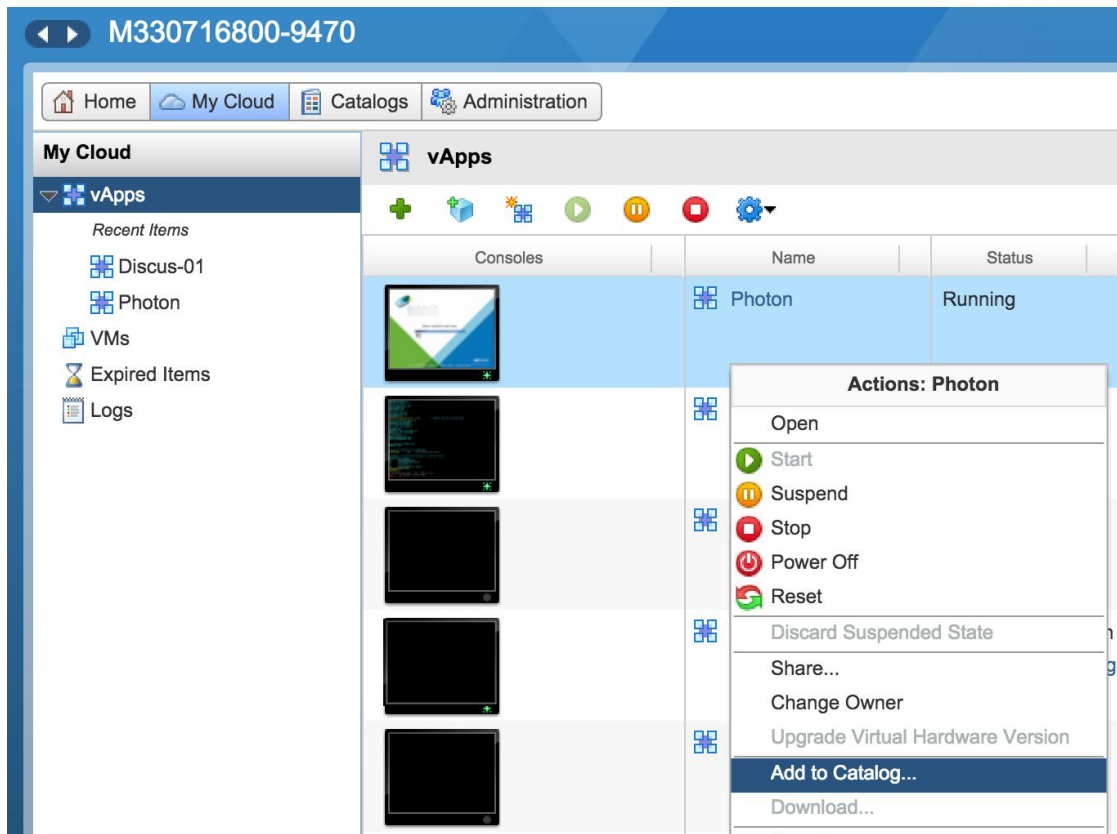 M330716800-9470
Home My Cloud Catalogs Administration
My Cloud
vApps
vApps
Recent Items
Discus-01
Photon
VMs
Expired Items
Logs
Consoles Name Status
Photon Running
Actions: Photon
Open
Start
Suspend
Stop
Power Off
Reset
Discard Suspended State
Share...
Change Owner
Upgrade Virtual Hardware Version
Add to Catalog...
Download...